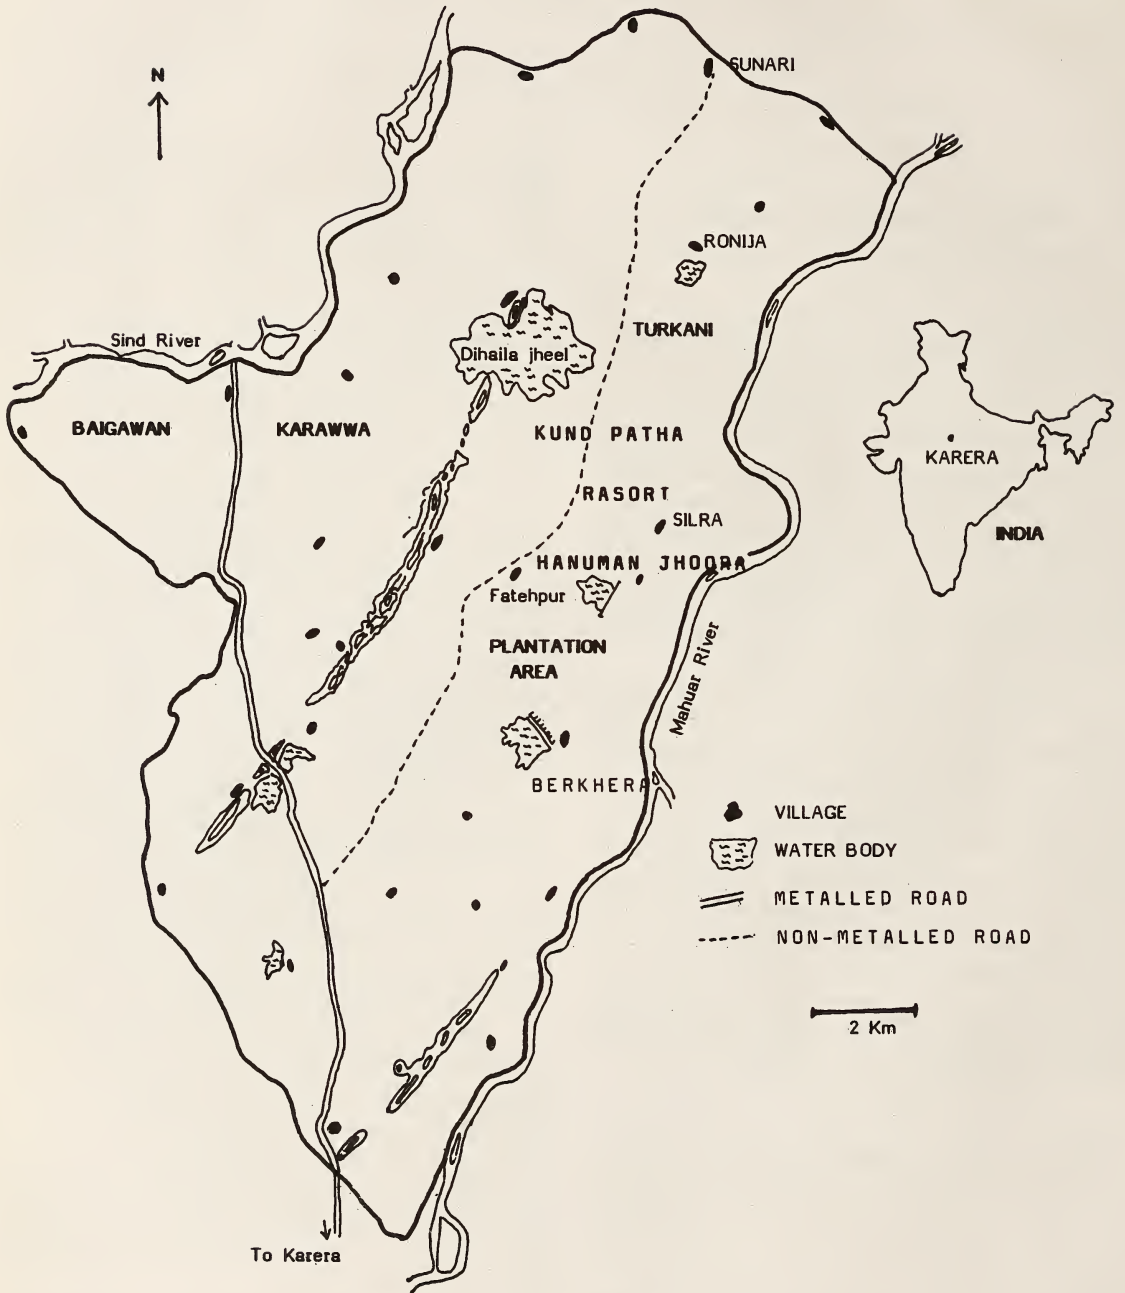 N
SUNARI
RONIJA
TURKANI
Sind River
Dihaila jheel
BAIGAWAN
KARAWWA
KUND PATHA
KARERA
RASORT
SILRA
INDIA
HANUMAN JHOORA
Fatehpur
PLANTATION
AREA
Mahuar River
BERKHERA
VILLAGE
WATER BODY
METALLED ROAD
NON-METALLED ROAD
2 Km
To Karera